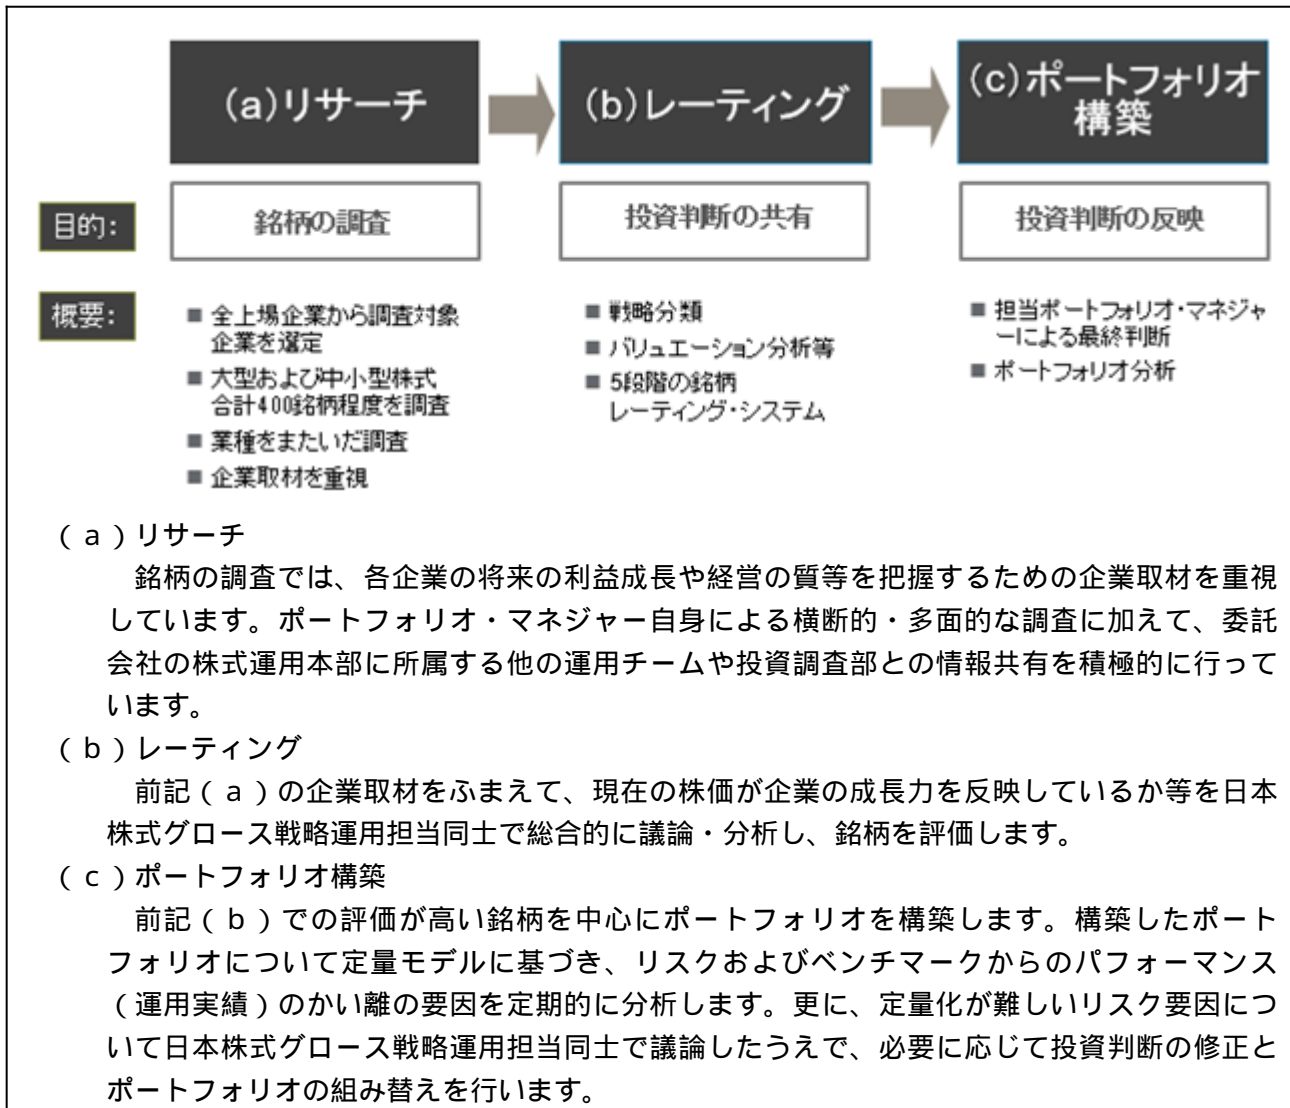 (a)リサーチ
(b)レーティング
(c)ポートフォリオ
構築
目的:
銘柄の調査
投資判断の共有
投資判断の反映
概要:
■ 全上場企業から調査対象
企業を選定
■ 大型および中小型株式
合計400銘柄程度を調査
■ 業種をまたいだ調査
■ 企業取材を重視
■ 戦略分類
■ バリュエーション分析等
■ 5段階の銘柄
レーティング・システム
■ 担当ポートフォリオ・マネジャ
ーによる最終判断
■ ポートフォリオ分析
(a)リサーチ
銘柄の調査では、各企業の将来の利益成長や経営の質等を把握するための企業取材を重視
しています。ポートフォリオ・マネジャー自身による横断的・多面的な調査に加えて、委託
会社の株式運用本部に所属する他の運用チームや投資調査部との情報共有を積極的に行って
います。
(b)レーティング
前記(a)の企業取材をふまえて、現在の株価が企業の成長力を反映しているか等を日本
株式グロース戦略運用担当同士で総合的に議論・分析し、銘柄を評価します。
(c)ポートフォリオ構築
前記(b)での評価が高い銘柄を中心にポートフォリオを構築します。構築したポート
フォリオについて定量モデルに基づき、リスクおよびベンチマークからのパフォーマンス
(運用実績)のかい離の要因を定期的に分析します。更に、定量化が難しいリスク要因につ
いて日本株式グロース戦略運用担当同士で議論したうえで、必要に応じて投資判断の修正と
ポートフォリオの組み替えを行います。